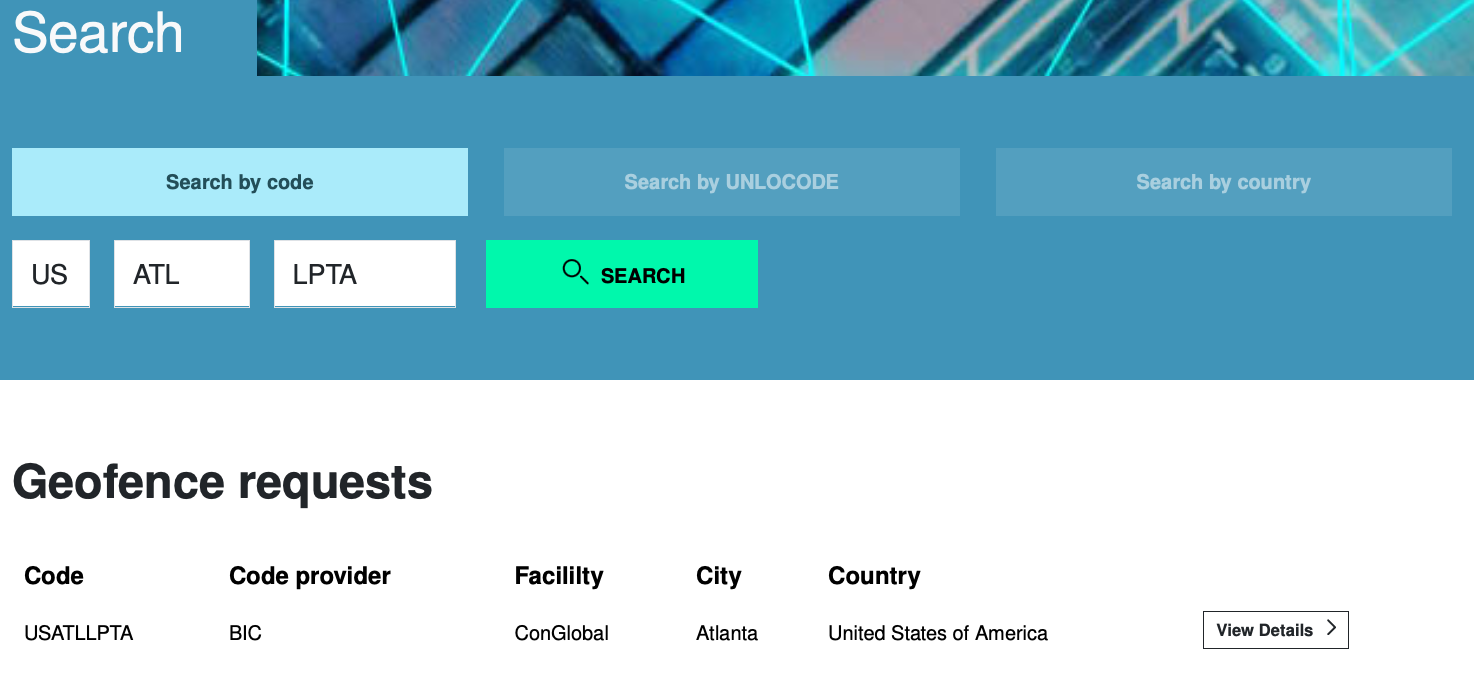 Search
Search by code Search by UNLOCODE Search by country
US ATL LPTA SEARCH
Geofence requests
Code Code provider Facililty City Country
USATLLPTA BIC ConGlobal Atlanta United States of America View Details